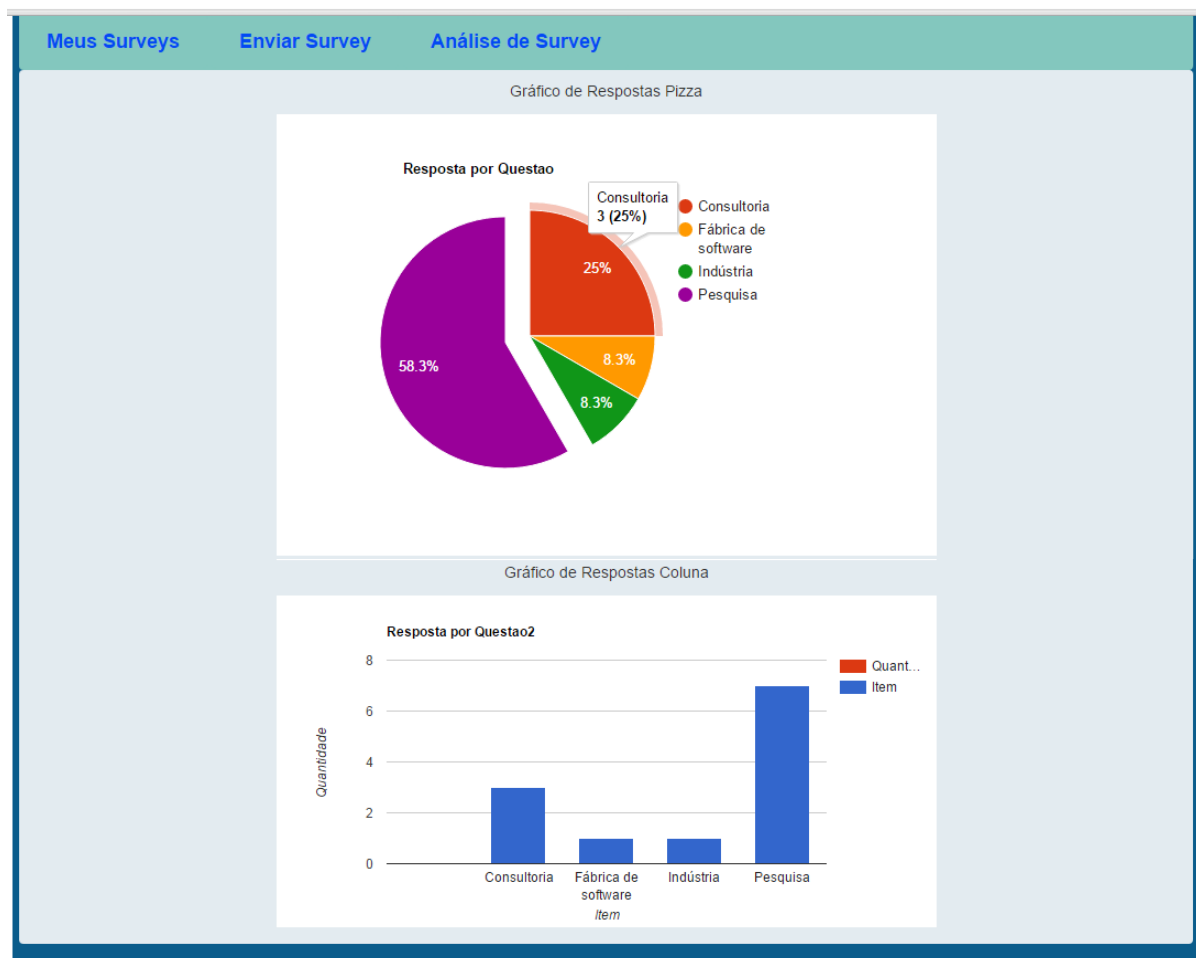 Meus Surveys Enviar Survey Análise de Survey
Gráfico de Respostas Pizza
Resposta por Questao
Consultoria
3 (25%)
Consultoria
Fábrica de
software
Indústria
Pesquisa
25%
8.3%
58.3%
8.3%
Gráfico de Respostas Coluna
Resposta por Questao2
8
6
4
2
0
Quantidade
Quant...
Item
Consultoria
Fábrica de
software
Indústria
Pesquisa
Item